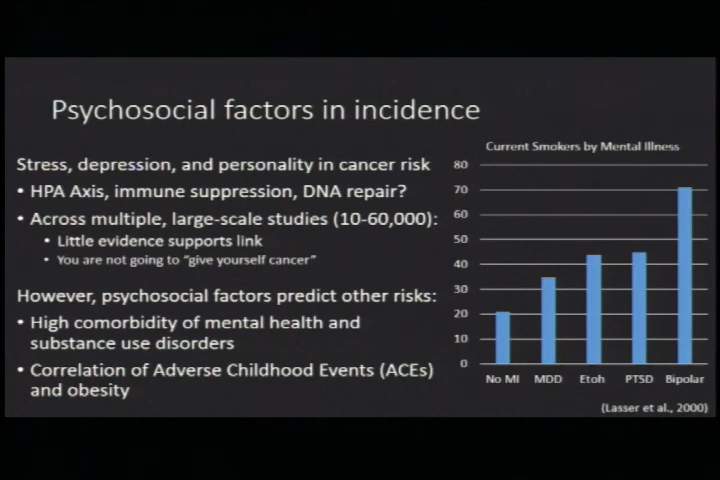 Psychosocial factors in incidence
Stress, depression, and personality in cancer risk
• HPA Axis, immune suppression, DNA repair?
• Across multiple, large-scale studies (10-60,000):
• Little evidence supports link
• You are not going to "give yourself cancer"
However, psychosocial factors predict other risks:
• High comorbidity of mental health and
substance use disorders
• Correlation of Adverse Childhood Events (ACEs)
and obesity
Current Smokers by Mental Illness
80
70
60
50
40
30
20
10
0
No MI MDD Etoh PTSD Bipolar
(Lasser et al., 2000)